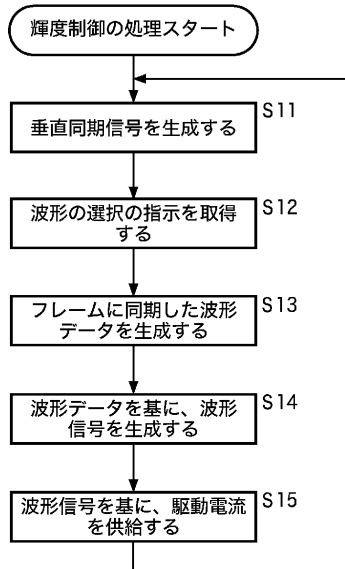 輝度制御の処理スタート
S11
垂直同期信号を生成する
S12
波形の選択の指示を取得
する
S13
フレームに同期した波形
データを生成する
S14
波形データを基に、波形
信号を生成する
S15
波形信号を基に、駆動電流
を供給する